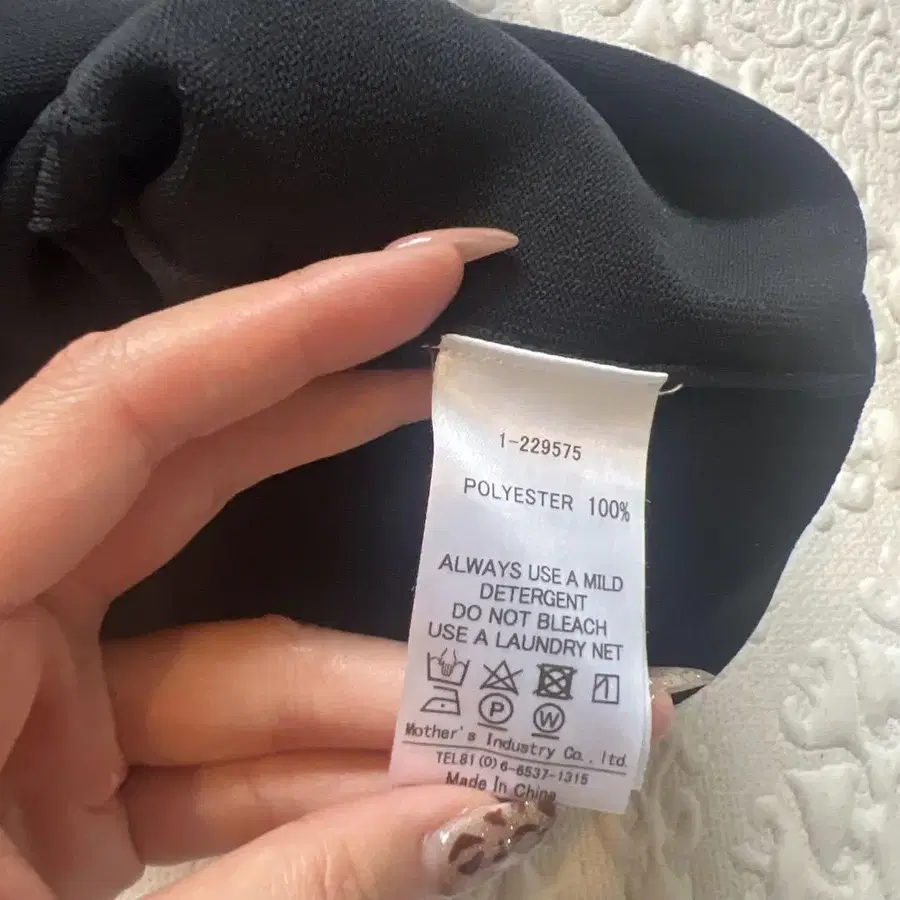 1-229575
POLYESTER 100%
ALWAYS USE A MILD
DETERGENT
DO NOT BLEACH
USE A LAUNDRY NET
P W
Mother's Industry Co., ltd.
TEL81(0)6-6537-1315
Made In China